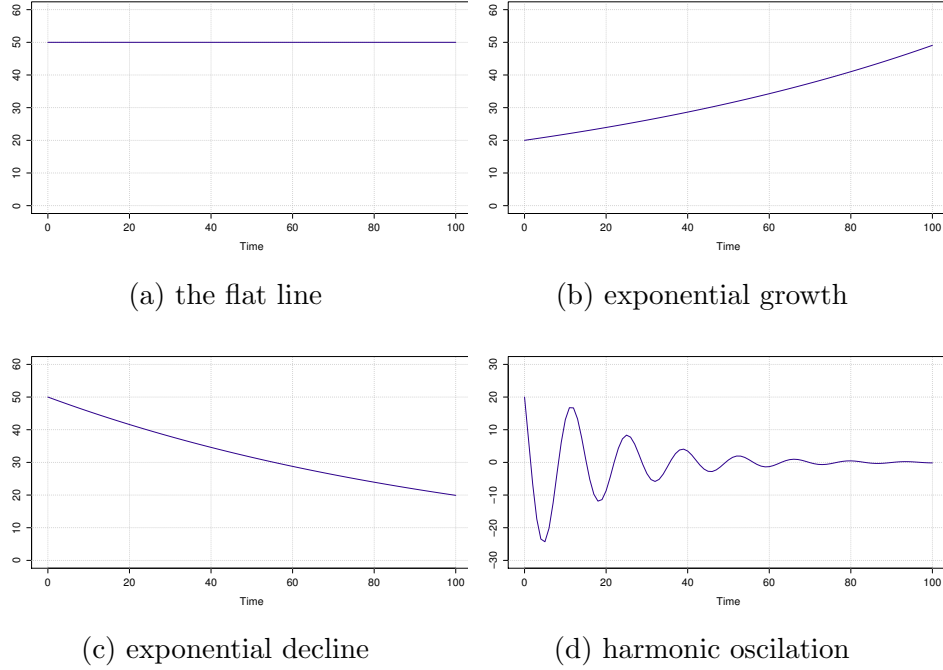 60
50
40
30
20
10
0
0 20 40 60 80 100
Time
(a) the flat line
60
50
40
30
20
10
0
0 20 40 60 80 100
Time
(b) exponential growth
60
50
40
30
20
10
0
0 20 40 60 80 100
Time
(c) exponential decline
30
20
10
0
−10
−20
−30
0 20 40 60 80 100
Time
(d) harmonic oscilation